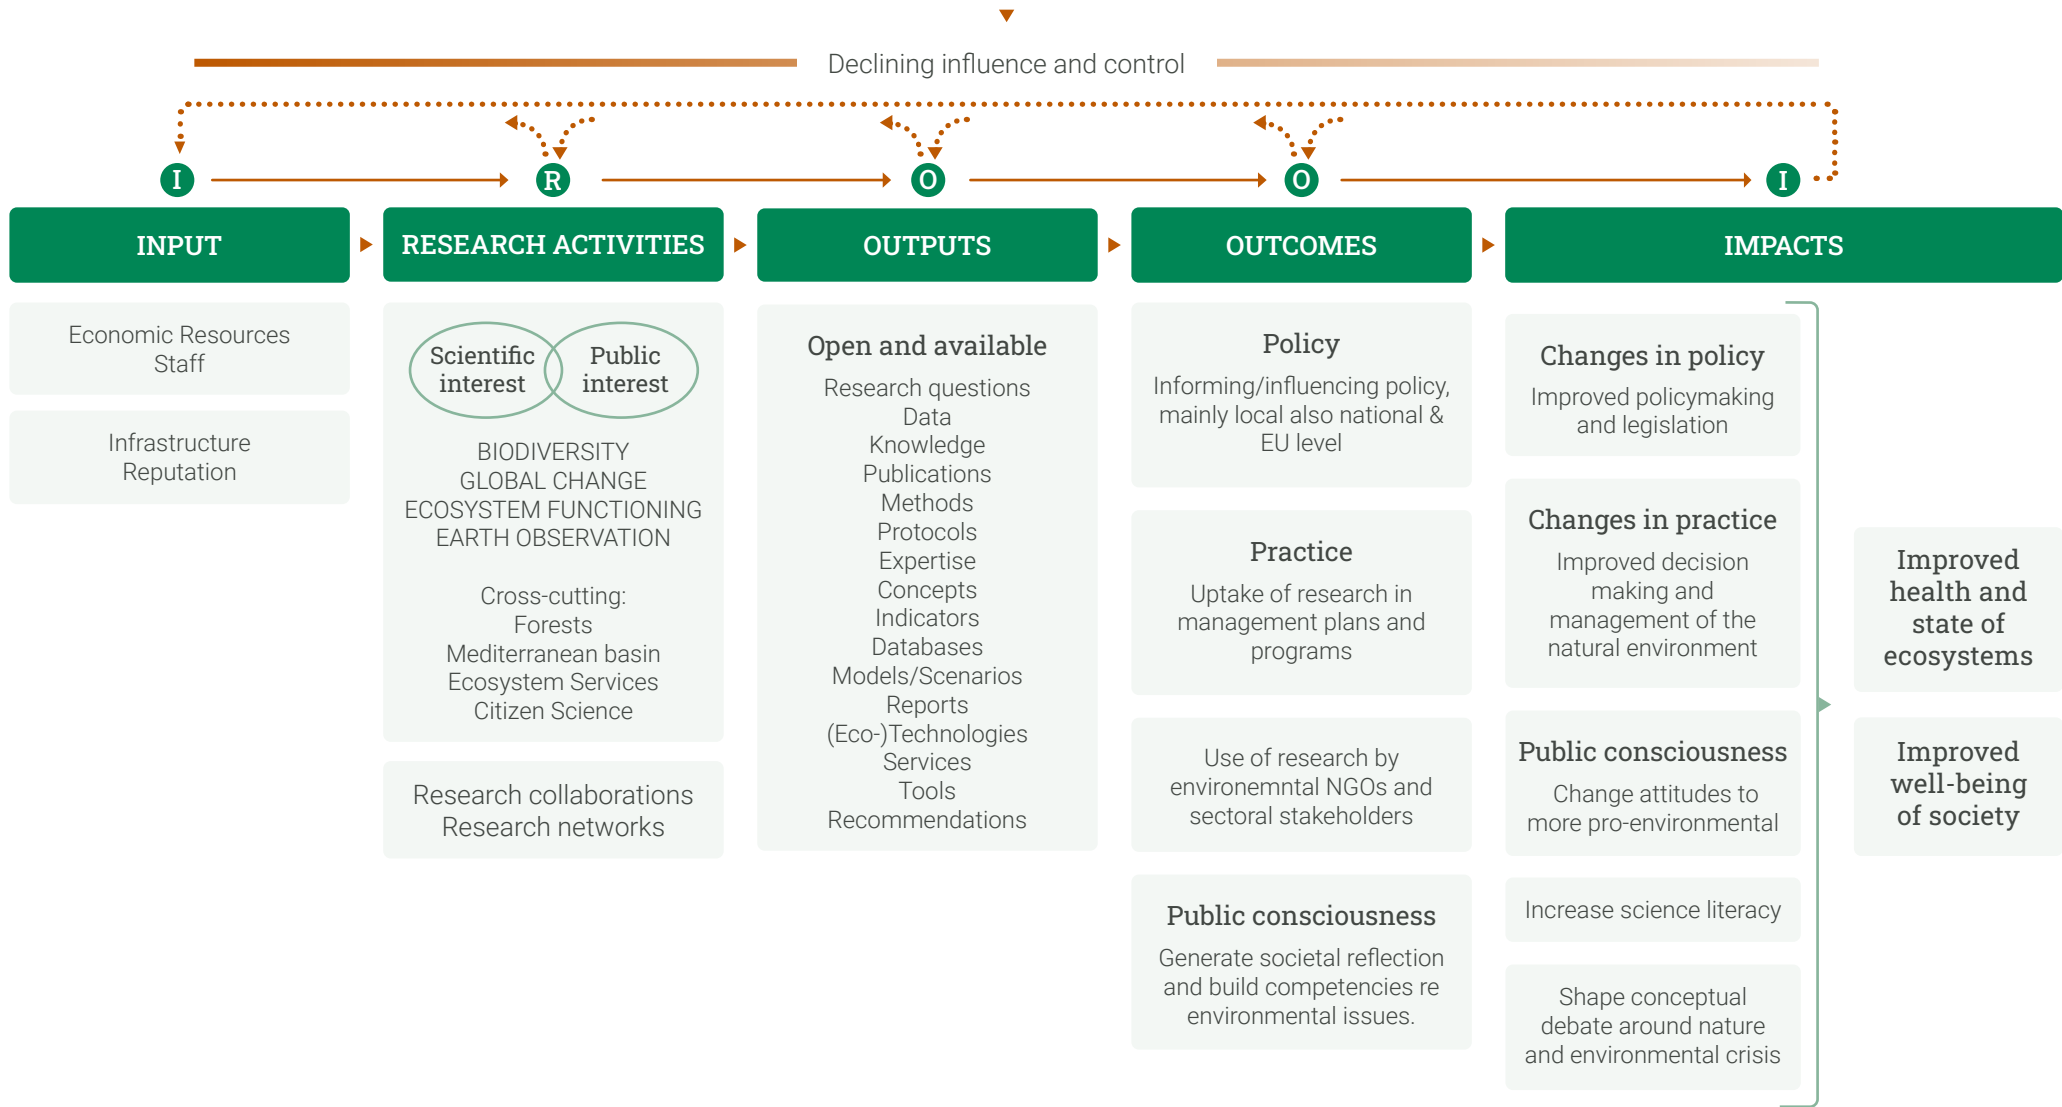 Declining influence and control
I
R
O
O
I
INPUT
RESEARCH ACTIVITIES
OUTPUTS
OUTCOMES
IMPACTS
Economic Resources
Staff
Infrastructure
Reputation
Scientific
interest
Public
interest
BIODIVERSITY
GLOBAL CHANGE
ECOSYSTEM FUNCTIONING
EARTH OBSERVATION
Cross-cutting:
Forests
Mediterranean basin
Ecosystem Services
Citizen Science
Research collaborations
Research networks
Open and available
Research questions
Data
Knowledge
Publications
Methods
Protocols
Expertise
Concepts
Indicators
Databases
Models/Scenarios
Reports
(Eco-)Technologies
Services
Tools
Recommendations
Policy
Informing/influencing policy,
mainly local also national &
EU level
Practice
Uptake of research in
management plans and
programs
Use of research by
environemntal NGOs and
sectoral stakeholders
Public consciousness
Generate societal reflection
and build competencies re
environmental issues.
Changes in policy
Improved policymaking
and legislation
Changes in practice
Improved decision
making and
management of the
natural environment
Public consciousness
Change attitudes to
more pro-environmental
Increase science literacy
Shape conceptual
debate around nature
and environmental crisis
Improved
health and
state of
ecosystems
Improved
well-being
of society